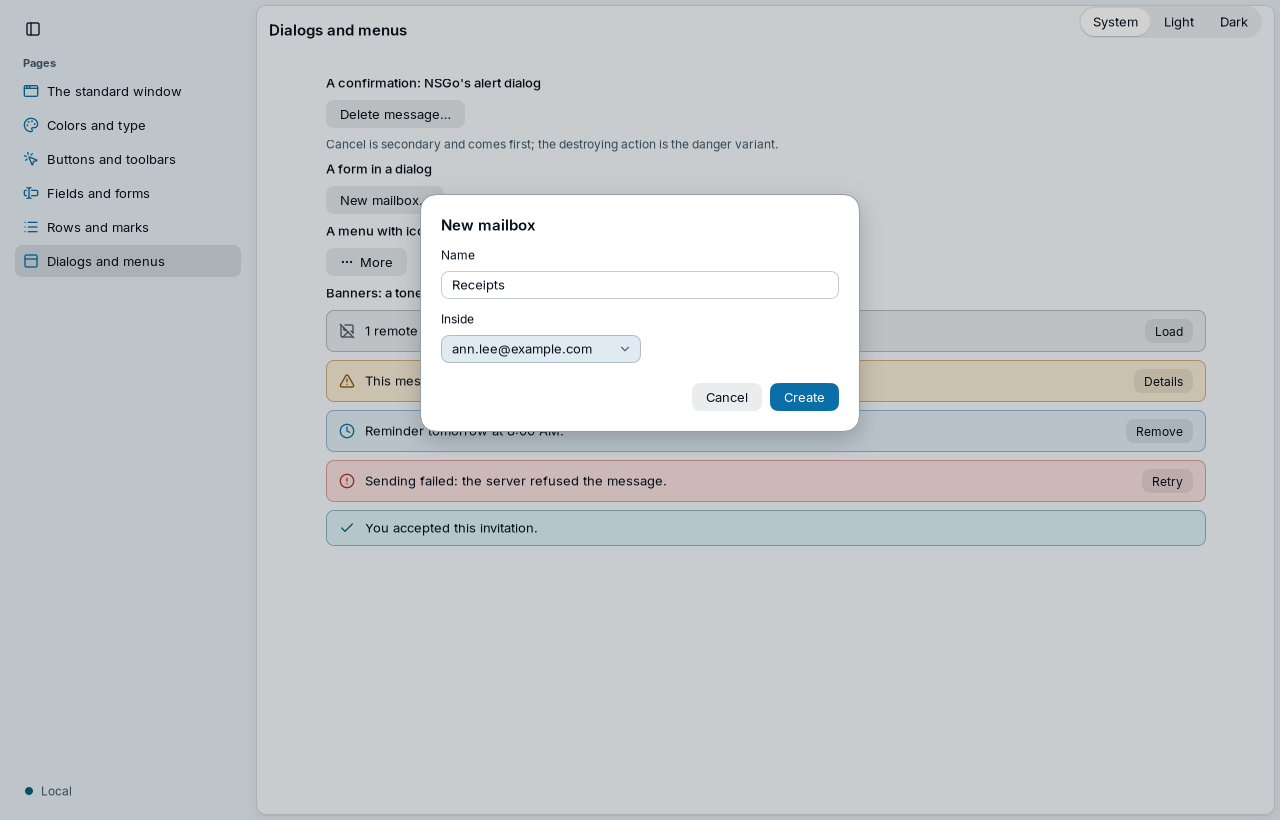 System Light Dark
Dialogs and menus
Pages
The standard window
Colors and type
Buttons and toolbars
Fields and forms
Rows and marks
Dialogs and menus
Local
A confirmation: NSGo's alert dialog
Delete message...
Cancel is secondary and comes first; the destroying action is the danger variant.
A form in a dialog
New mailbox
A menu with
More
Banners: a tone
1 remote
Load
This
Details
Reminder tomorrow at 8:00 AM.
Remove
Sending failed: the server refused the message.
Retry
You accepted this invitation.
New mailbox
Name
Receipts
Inside
ann.lee@example.com
Cancel Create